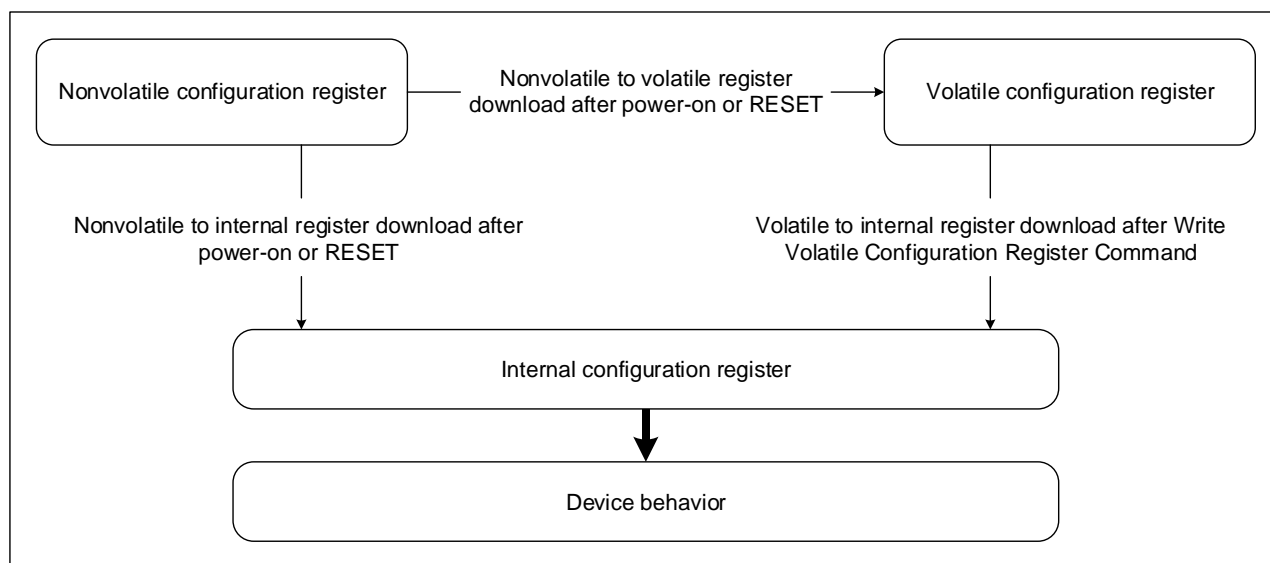 Nonvolatile configuration register
Nonvolatile to volatile register
download after power-on or RESET
Volatile configuration register
Nonvolatile to internal register download after
power-on or RESET
Volatile to internal register download after Write
Volatile Configuration Register Command
Internal configuration register
Device behavior